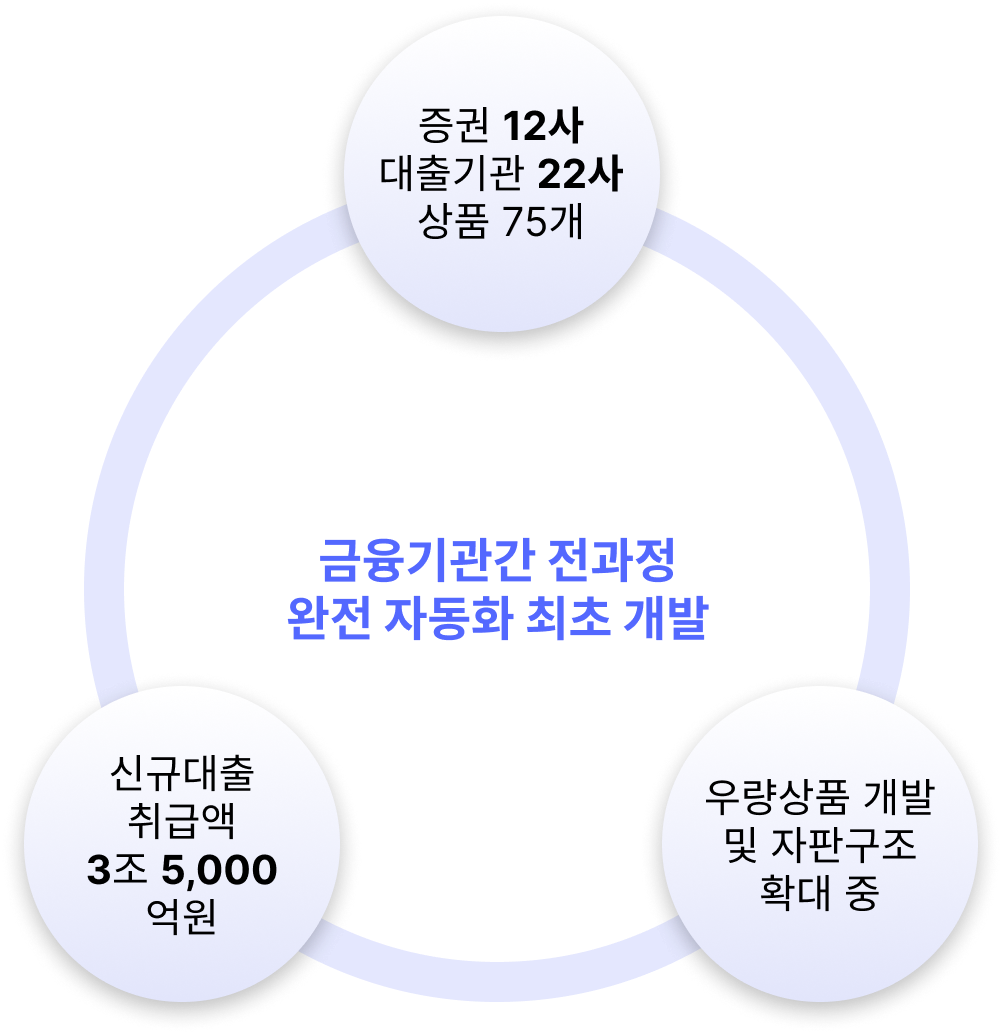 증권 12사
대출기관 22사
상품 75개
금융기관간 전과정
완전 자동화 최초 개발
신규대출
취급액
3조 5,000
억원
우량상품 개발
및 자판구조
확대 중